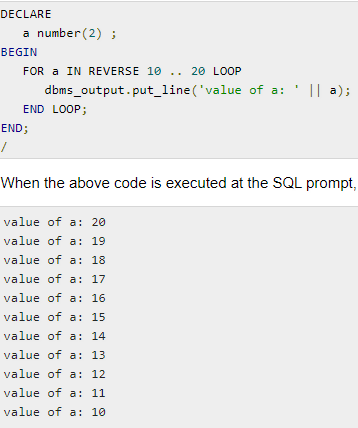 DECLARE
   a number(2) ;
BEGIN
   FOR a IN REVERSE 10 .. 20 LOOP
      dbms_output.put_line('value of a: ' || a);
   END LOOP;
END;
/
When the above code is executed at the SQL prompt,
value of a: 20
value of a: 19
value of a: 18
value of a: 17
value of a: 16
value of a: 15
value of a: 14
value of a: 13
value of a: 12
value of a: 11
value of a: 10